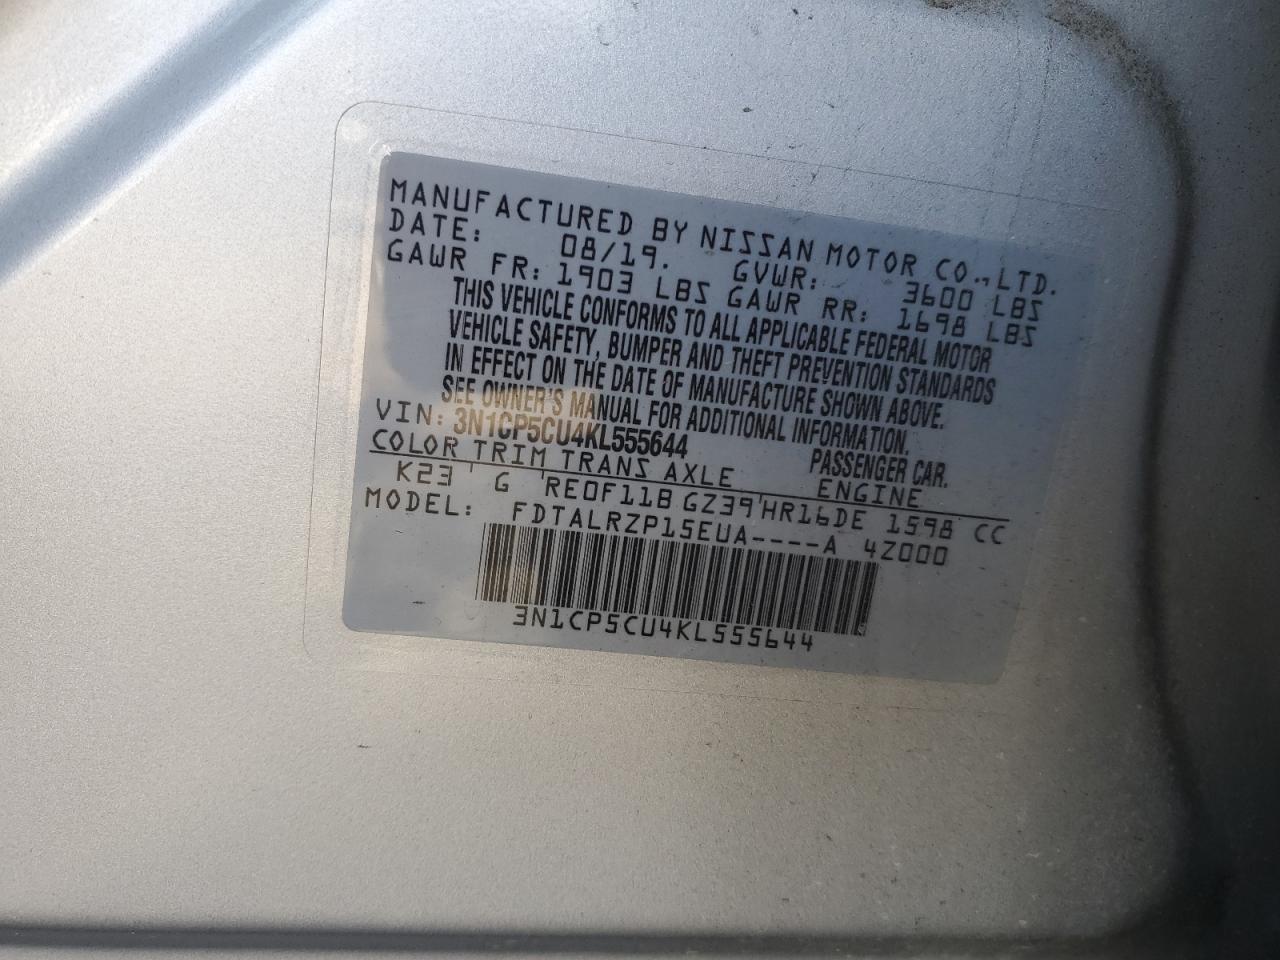 MANUFACTURED BY NISSAN MOTOR CO.,LTD.
DATE: 08/19. GVWR: 3600 LBS
GAWR FR: 1903 LBS GAWR RR: 1698 LBS
THIS VEHICLE CONFORMS TO ALL APPLICABLE FEDERAL MOTOR
VEHICLE SAFETY, BUMPER AND THEFT PREVENTION STANDARDS
IN EFFECT ON THE DATE OF MANUFACTURE SHOWN ABOVE.
SEE OWNER'S MANUAL FOR ADDITIONAL INFORMATION.
VIN: 3N1CP5CU4KL555644 PASSENGER CAR.
COLOR TRIM TRANS AXLE ENGINE
K23 G RE0F11B GZ39 HR16DE 1598 CC
MODEL: FDTALRZP15EUA----A 4Z000
3N1CP5CU4KL555644